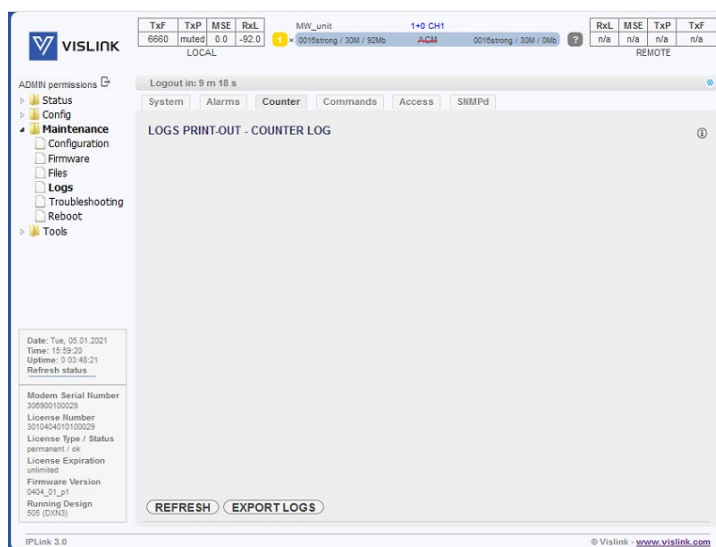 VISLINK
TxF TxP MSE RxL
6660 muted 0.0 -92.0
LOCAL
MW_unit 1+0 CH1
1 × 0016strong / 30M / 92Mb ACM 0016strong / 30M / 0Mb ?
RxL MSE TxP TxF
n/a n/a n/a n/a
REMOTE
ADMIN permissions
Status
Config
Maintenance
Configuration
Firmware
Files
Logs
Troubleshooting
Reboot
Tools
Logout in: 9 m 18 s
System Alarms Counter Commands Access SNMPd
LOGS PRINT-OUT - COUNTER LOG
Date: Tue, 05.01.2021
Time: 15:59:20
Uptime: 0 03:48:21
Refresh status
Modem Serial Number
306900100029
License Number
3010404010100029
License Type / Status
permanent / ok
License Expiration
unlimited
Firmware Version
0404_01_p1
Running Design
505 (DXN3)
REFRESH EXPORT LOGS
IPLink 3.0
© Vislink - www.vislink.com